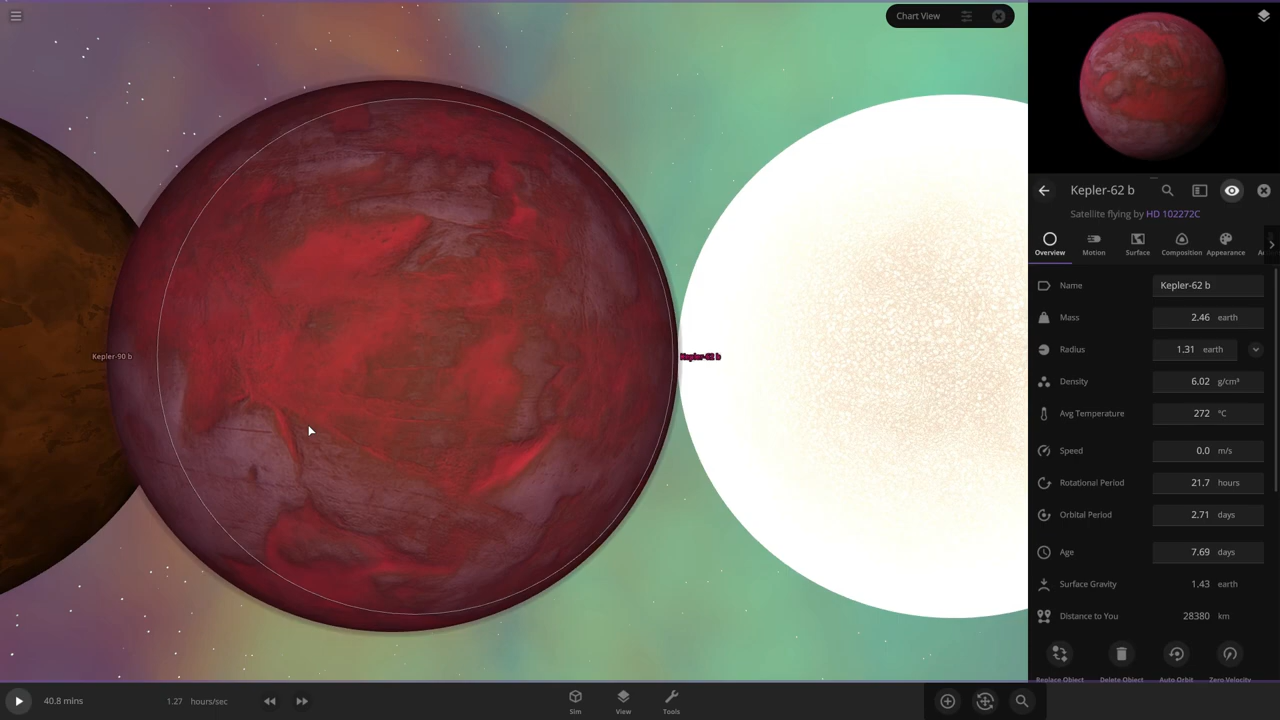 Chart View
Kepler-90 b
Kepler-62 b
Kepler-62 b
Satellite flying by HD 102272C
Overview
Motion
Surface
Composition
Appearance
Name
Kepler-62 b
Mass
2.46 earth
Radius
1.31 earth
Density
6.02 g/cm³
Avg Temperature
272 °C
Speed
0.0 m/s
Rotational Period
21.7 hours
Orbital Period
2.71 days
Age
7.69 days
Surface Gravity
1.43 earth
Distance to You
28380 km
Replace Object
Delete Object
Auto Orbit
Zero Velocity
40.8 mins
1.27 hours/sec
Sim
View
Tools